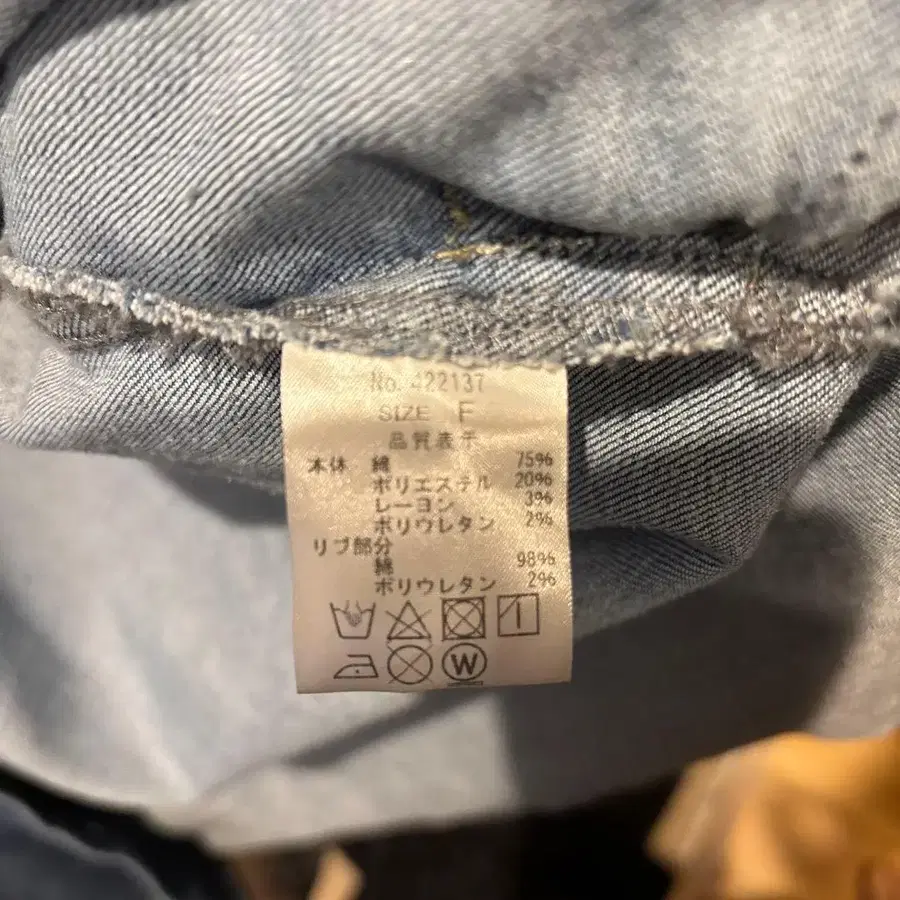 No. 422137
SIZE F
品質表示
本体 綿 75%
ポリエステル 20%
レーヨン 3%
ポリウレタン 2%
リブ部分
綿 98%
ポリウレタン 2%
W